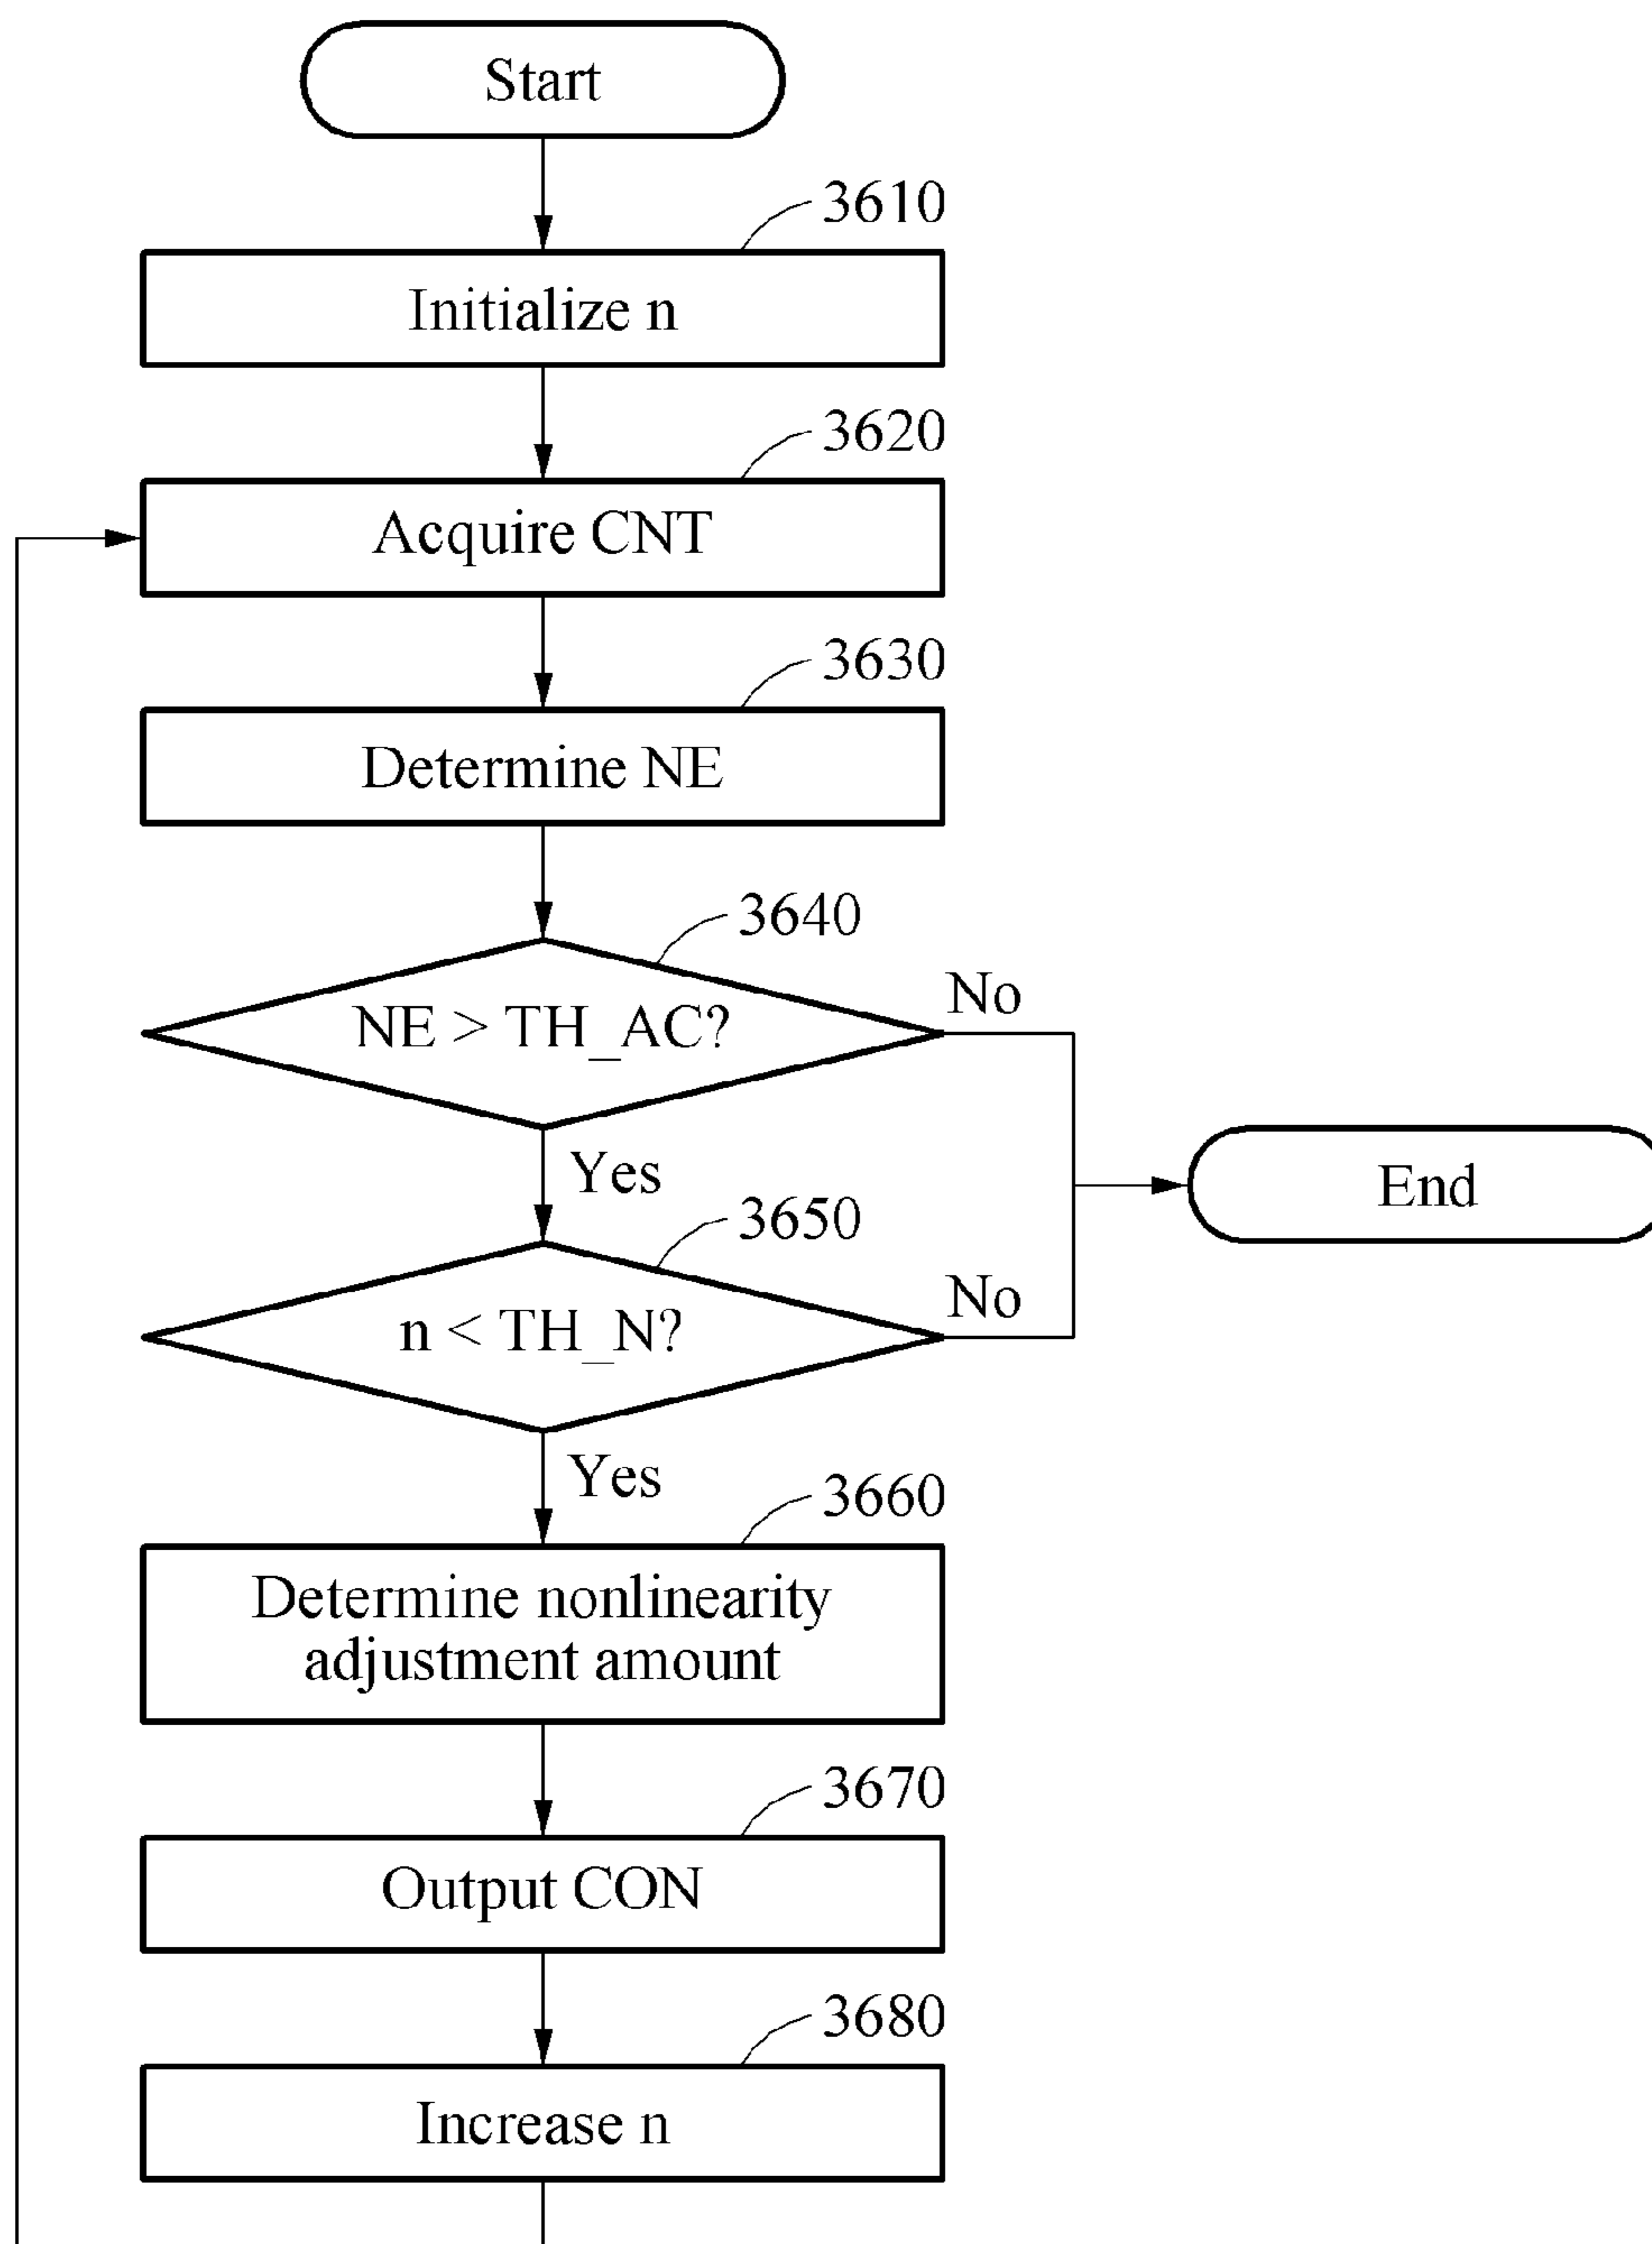 Start
3610
Initialize n
3620
Acquire CNT
3630
Determine NE
3640
NE > TH_AC?
No
Yes
End
3650
n < TH_N?
No
Yes
3660
Determine nonlinearity
adjustment amount
3670
Output CON
3680
Increase n